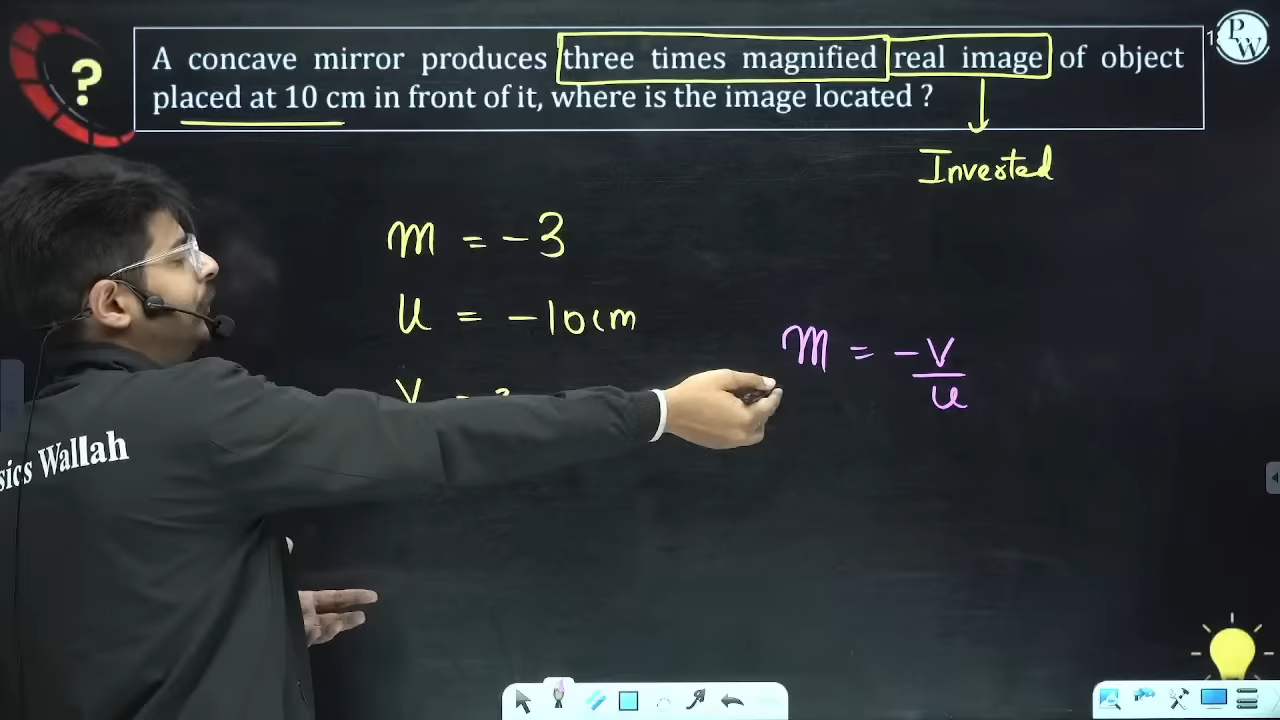 ?
A concave mirror produces three times magnified real image of object
placed at 10 cm in front of it, where is the image located ?
PW
Inverted
m = -3
u = -10cm
m = -v
u
v =
Wallah